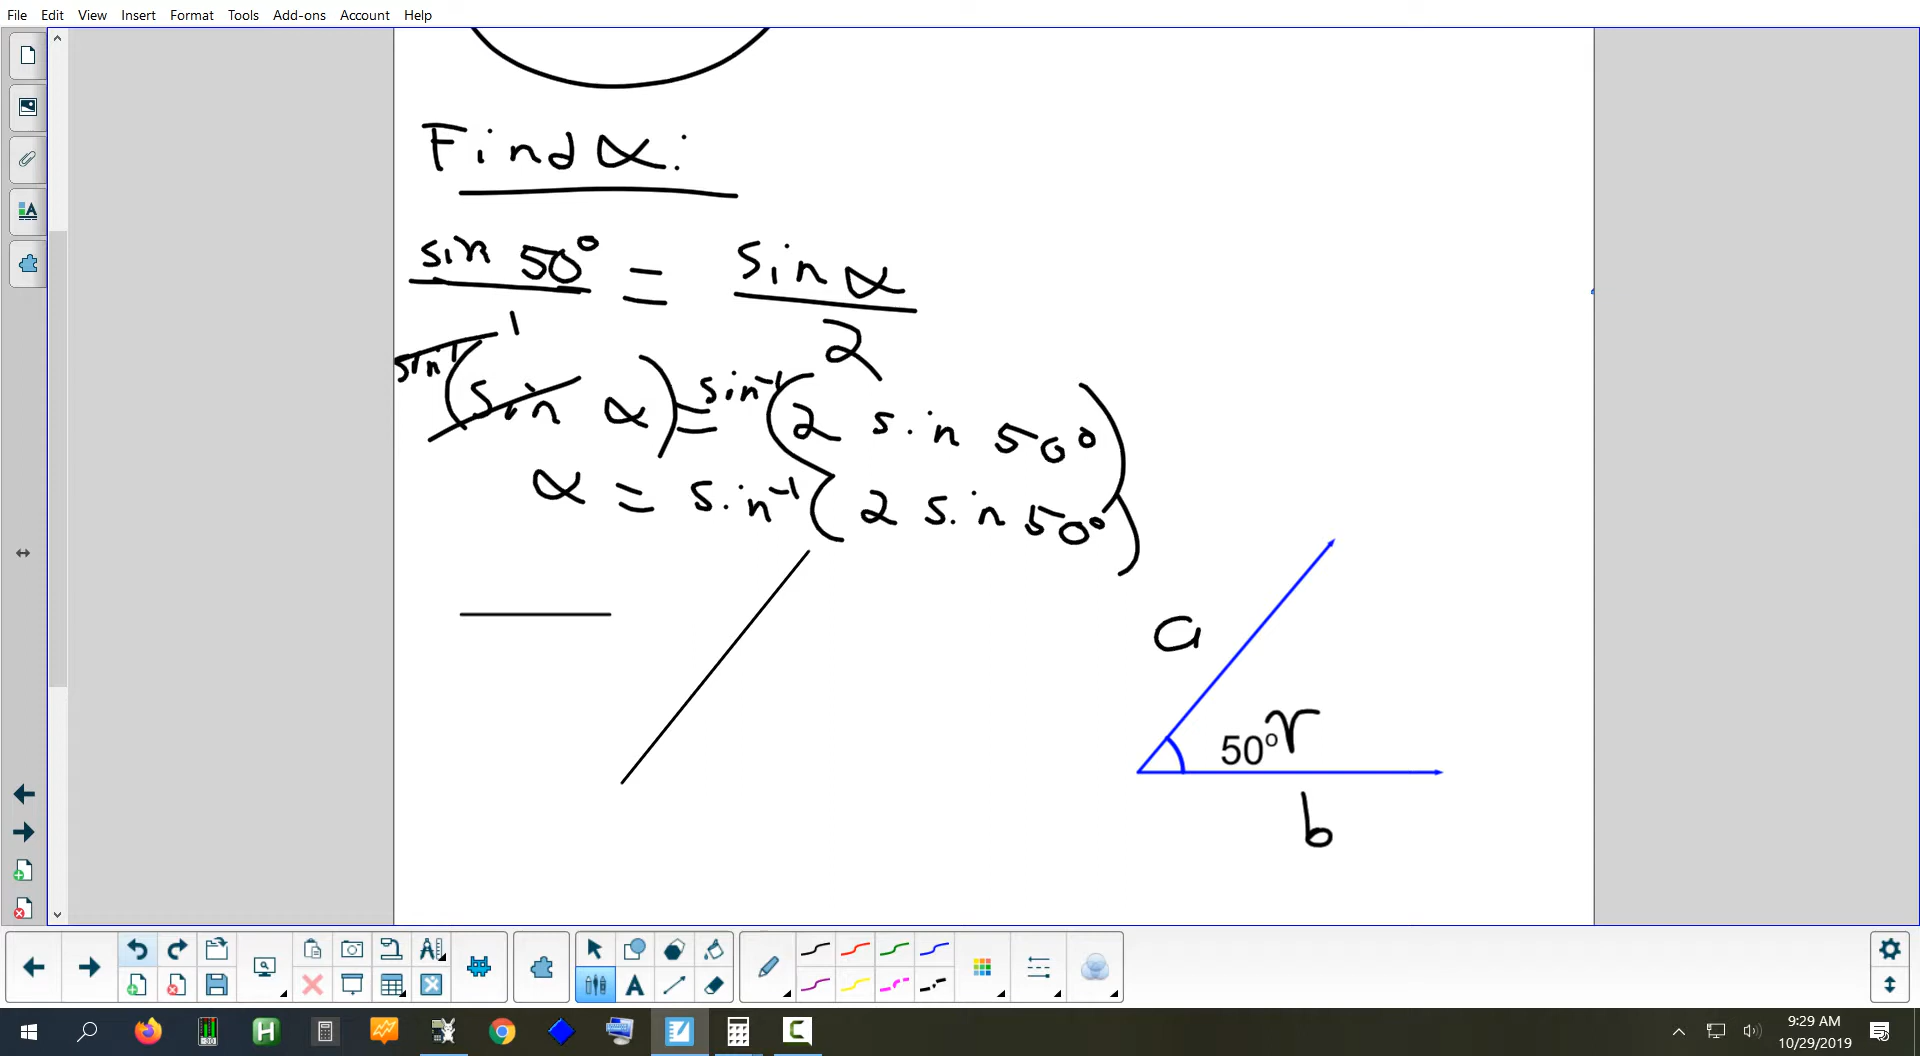 File Edit View Insert Format Tools Add-ons Account Help
Find α:
sin 50° / 1 = sin α / 2
sin⁻¹(sin α) = sin⁻¹(2 sin 50°)
α = sin⁻¹(2 sin 50°)
a
50° γ
b
9:29 AM
10/29/2019